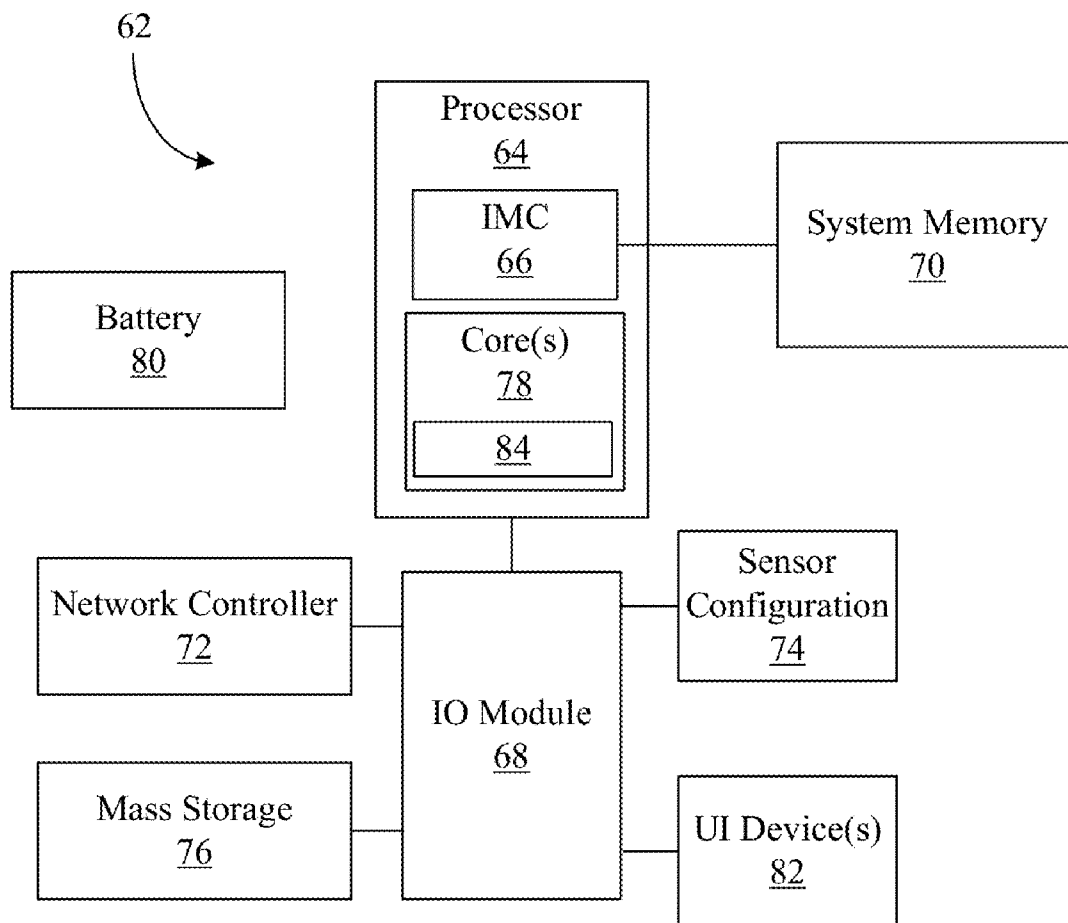 62
Processor
64
IMC
66
System Memory
70
Battery
80
Core(s)
78
84
Network Controller
72
Sensor
Configuration
74
IO Module
68
Mass Storage
76
UI Device(s)
82